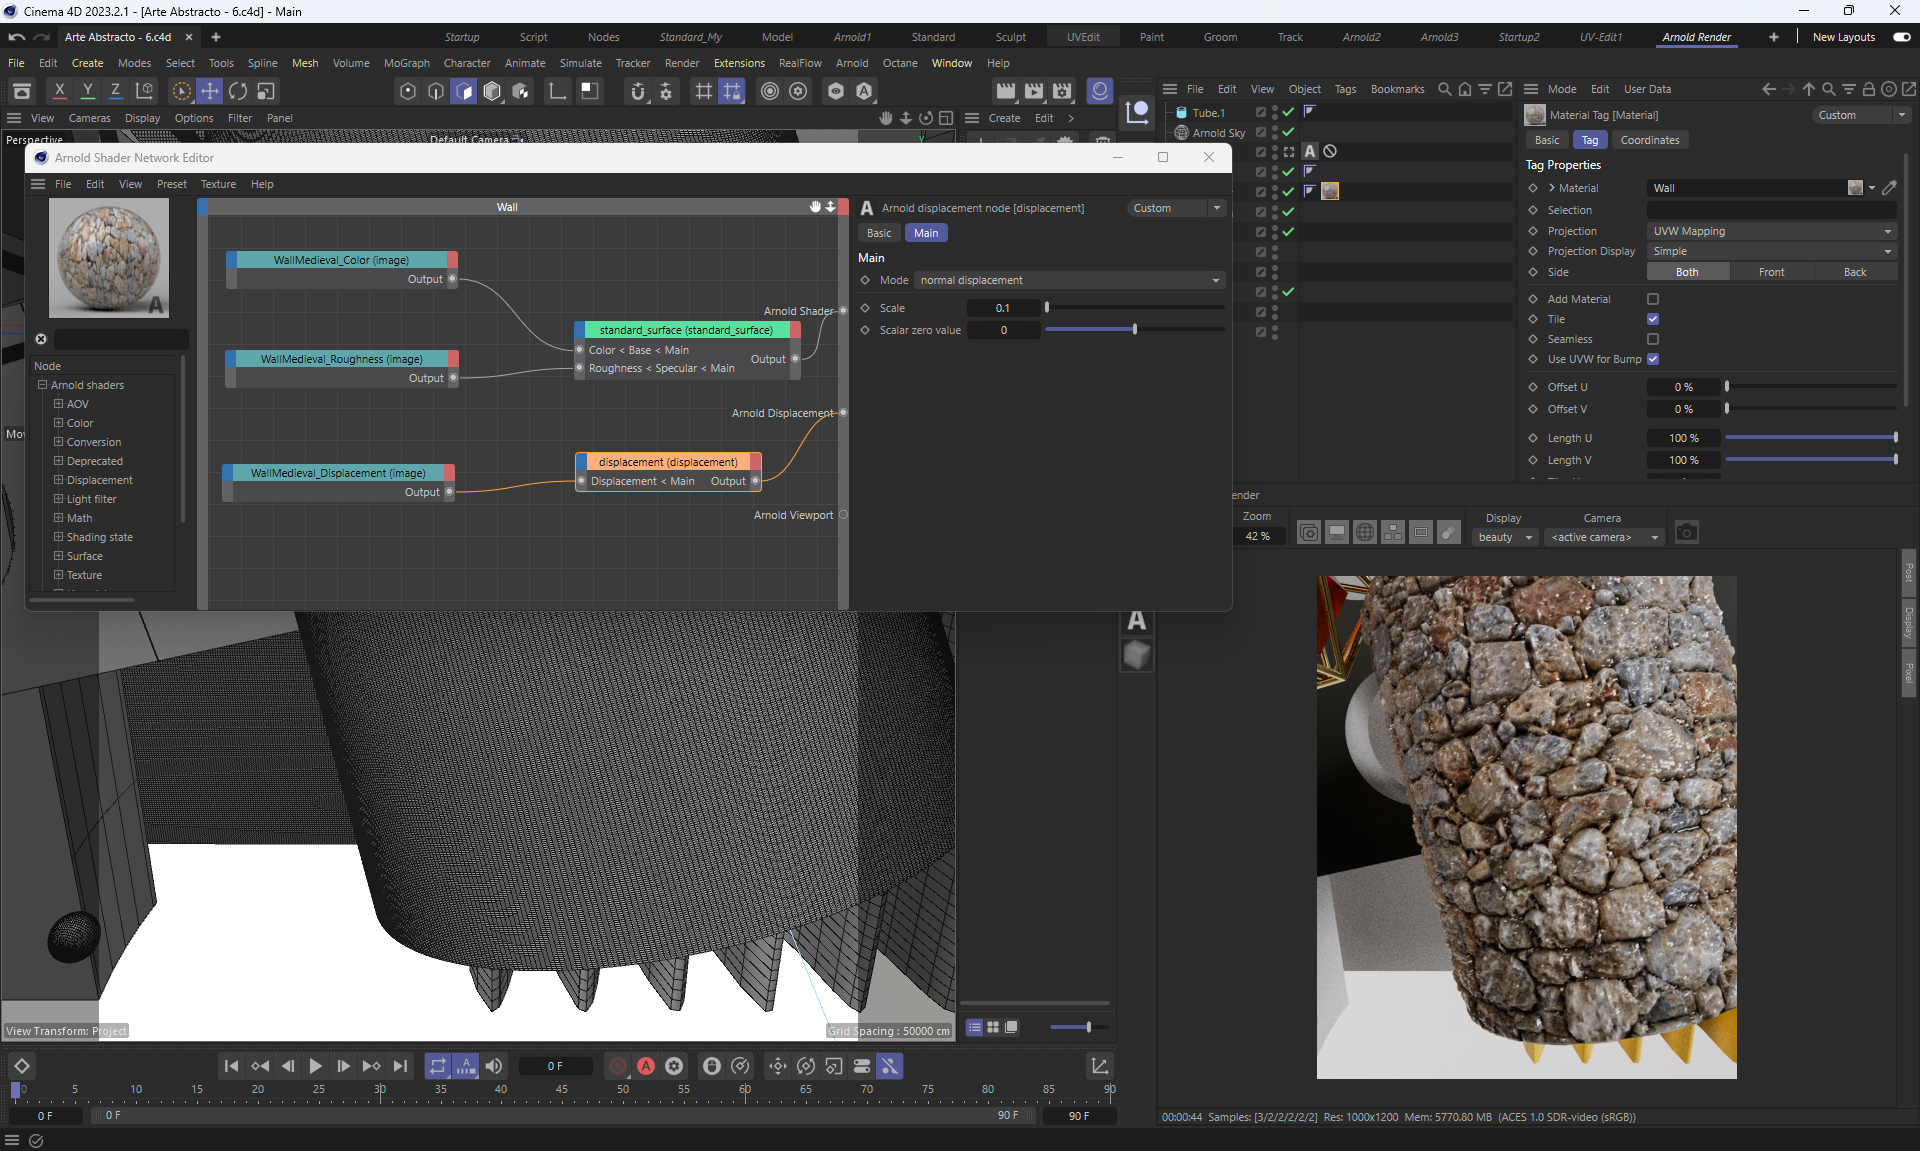 Cinema 4D 2023.2.1 - [Arte Abstracto - 6.c4d] - Main
Arte Abstracto - 6.c4d
Startup Script Nodes Standard_My Model Arnold1 Standard Sculpt UVEdit Paint Groom Track Arnold2 Arnold3 Startup2 UV-Edit1 Arnold Render New Layouts
File Edit Create Modes Select Tools Spline Mesh Volume MoGraph Character Animate Simulate Tracker Render Extensions RealFlow Arnold Octane Window Help
X Y Z
View Cameras Display Options Filter Panel
Create Edit
File Edit View Object Tags Bookmarks
Mode Edit User Data
Perspective
Default Camera
Tube.1
Arnold Sky
Material Tag [Material]
Custom
Basic Tag Coordinates
Tag Properties
Material Wall
Selection
Projection UVW Mapping
Projection Display Simple
Side Both Front Back
Add Material
Tile
Seamless
Use UVW for Bump
Offset U 0 %
Offset V 0 %
Length U 100 %
Length V 100 %
Arnold Shader Network Editor
File Edit View Preset Texture Help
Wall
Node
Arnold shaders
AOV
Color
Conversion
Deprecated
Displacement
Light filter
Math
Shading state
Surface
Texture
WallMedieval_Color (image)
Output
WallMedieval_Roughness (image)
Output
WallMedieval_Displacement (image)
Output
standard_surface (standard_surface)
Color < Base < Main
Output
Roughness < Specular < Main
displacement (displacement)
Displacement < Main Output
Arnold Shader
Arnold Displacement
Arnold Viewport
Arnold displacement node [displacement]
Custom
Basic Main
Main
Mode normal displacement
Scale 0.1
Scalar zero value 0
Mov
ender
Zoom
42 %
Display
beauty
Camera
<active camera>
Post
Display
Pixel
View Transform: Project
Grid Spacing : 50000 cm
0 F
0 5 10 15 20 25 30 35 40 45 50 55 60 65 70 75 80 85 90
0 F 0 F 90 F 90 F
00:00:44 Samples: [3/2/2/2/2/2] Res: 1000x1200 Mem: 5770.80 MB (ACES 1.0 SDR-video (sRGB))